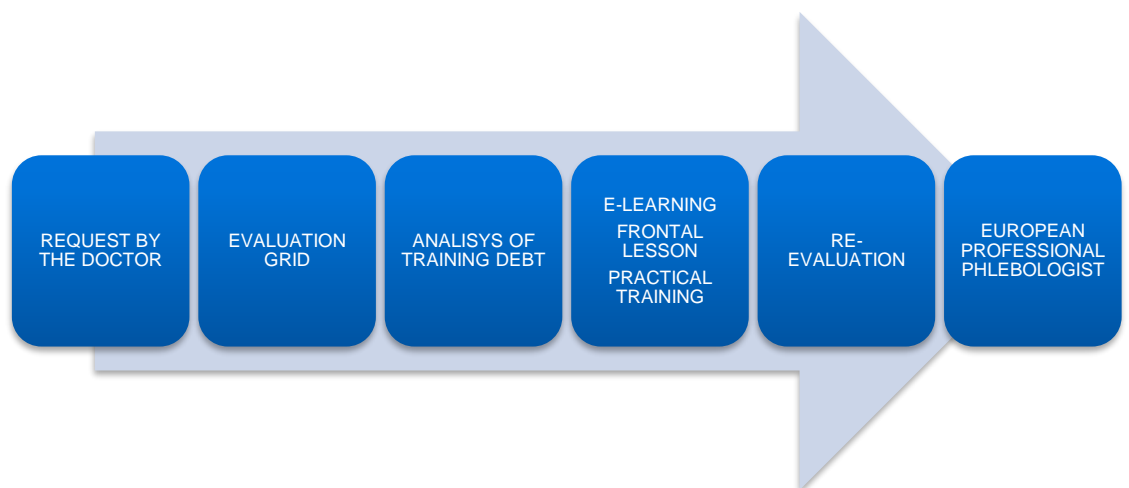 REQUEST BY
THE DOCTOR
EVALUATION
GRID
ANALISYS OF
TRAINING DEBT
E-LEARNING
FRONTAL
LESSON
PRACTICAL
TRAINING
RE-
EVALUATION
EUROPEAN
PROFESSIONAL
PHLEBOLOGIST